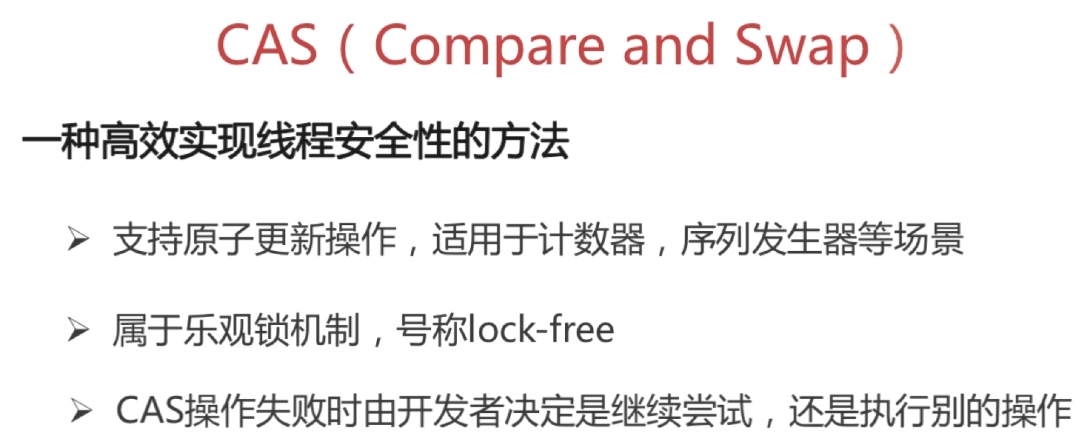 CAS（Compare and Swap）
一种高效实现线程安全性的方法
➢ 支持原子更新操作，适用于计数器，序列发生器等场景
➢ 属于乐观锁机制，号称lock-free
➢ CAS操作失败时由开发者决定是继续尝试，还是执行别的操作